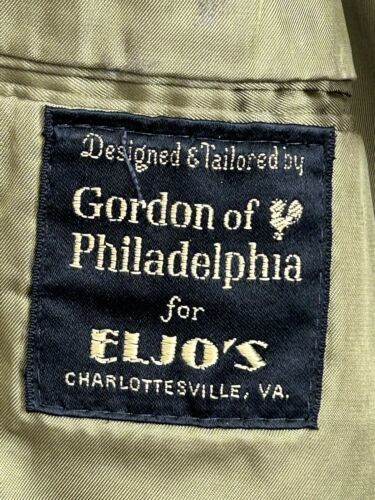 Designed & Tailored by
Gordon of
Philadelphia
for
ELJO'S
CHARLOTTESVILLE, VA.